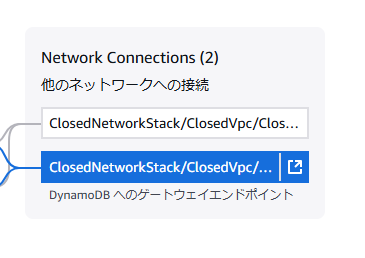 Network Connections (2)
他のネットワークへの接続
ClosedNetworkStack/ClosedVpc/Clos...
ClosedNetworkStack/ClosedVpc/...
DynamoDB へのゲートウェイエンドポイント